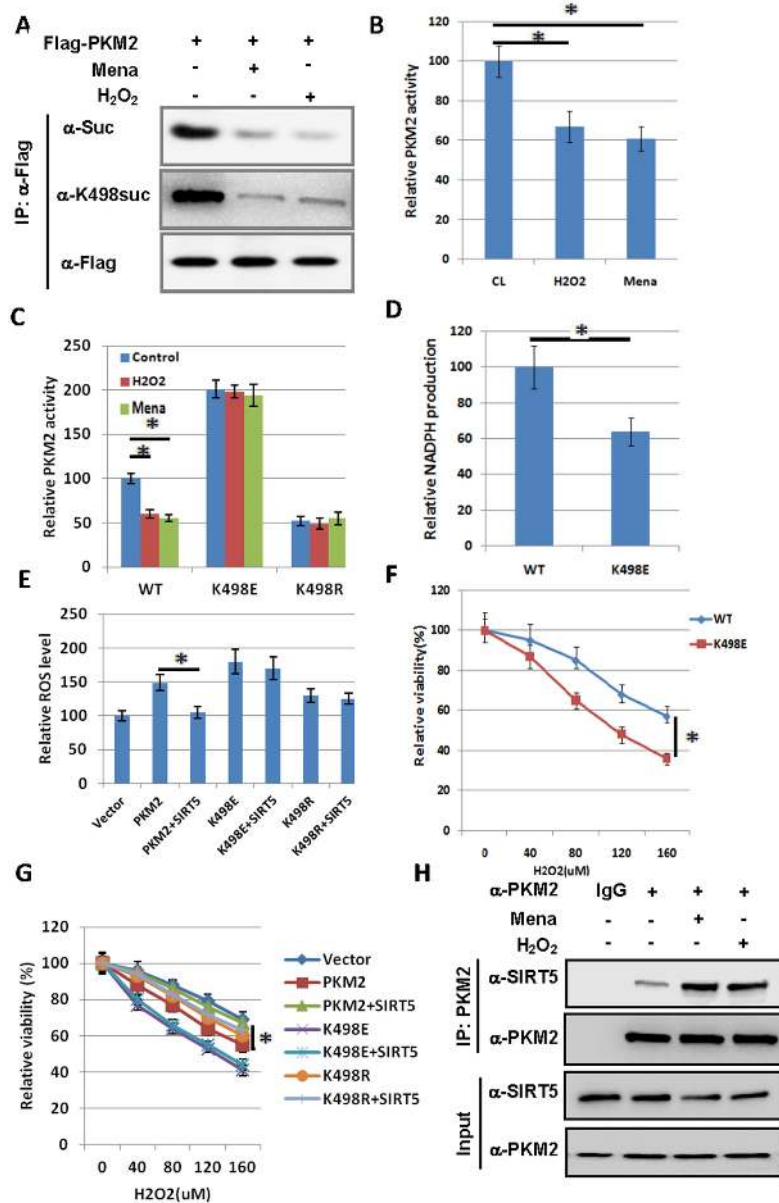 A
Flag-PKM2 + + +
Mena - + -
H₂O₂ - - +
IP: α-Flag
α-Suc
α-K498suc
α-Flag
B
Relative PKM2 activity
120
100
80
60
40
20
0
*
*
CL H2O2 Mena
C
Relative PKM2 activity
250
200
150
100
50
0
Control
H2O2
Mena
*
*
WT K498E K498R
D
Relative NADPH production
120
100
80
60
40
20
0
*
WT K498E
E
Relative ROS level
250
200
150
100
50
0
*
Vector PKM2 PKM2+SIRT5 K498E K498E+SIRT5 K498R K498R+SIRT5
F
Relative viability(%)
120
100
80
60
40
20
0
WT
K498E
*
0 40 80 120 160
H2O2(uM)
G
Relative viability (%)
120
100
80
60
40
20
0
Vector
PKM2
PKM2+SIRT5
K498E
K498E+SIRT5
K498R
K498R+SIRT5
*
0 40 80 120 160
H2O2(uM)
H
α-PKM2 IgG + + +
Mena - - + -
H₂O₂ - - - +
IP: PKM2
α-SIRT5
α-PKM2
Input
α-SIRT5
α-PKM2